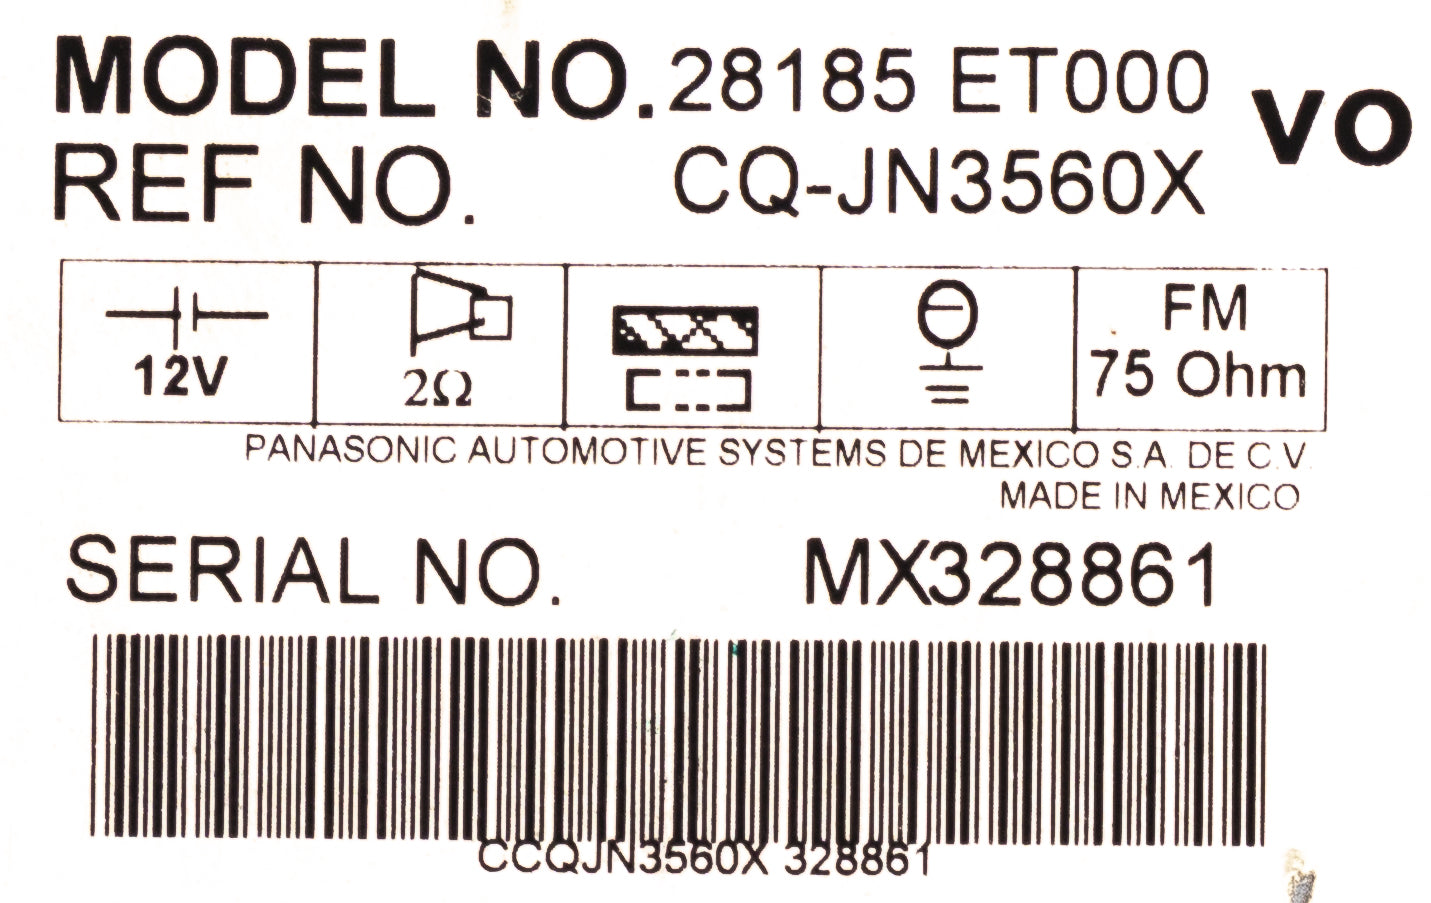 MODEL NO. 28185 ET000 VO
REF NO. CQ-JN3560X
12V
2Ω
FM
75 Ohm
PANASONIC AUTOMOTIVE SYSTEMS DE MEXICO S.A. DE C.V.
MADE IN MEXICO
SERIAL NO. MX328861
CCQJN3560X 328861